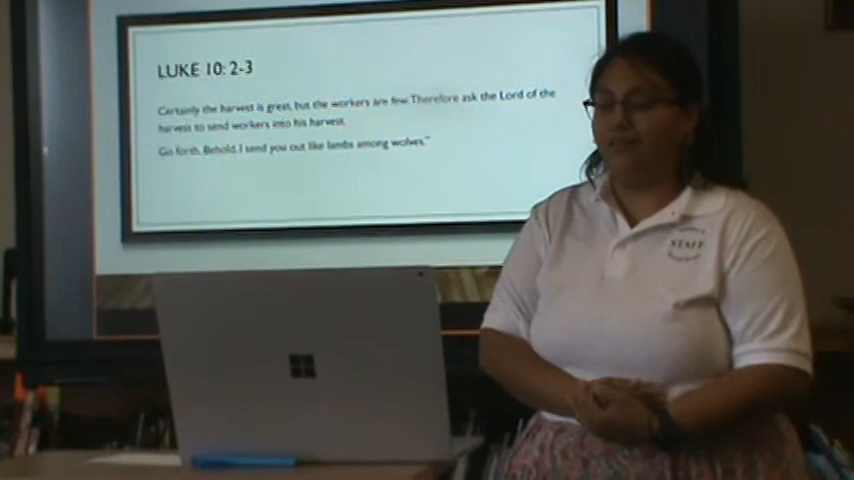 LUKE 10: 2-3
Certainly the harvest is great, but the workers are few. Therefore ask the Lord of the
harvest to send workers into his harvest.
Go forth. Behold, I send you out like lambs among wolves."
STAFF